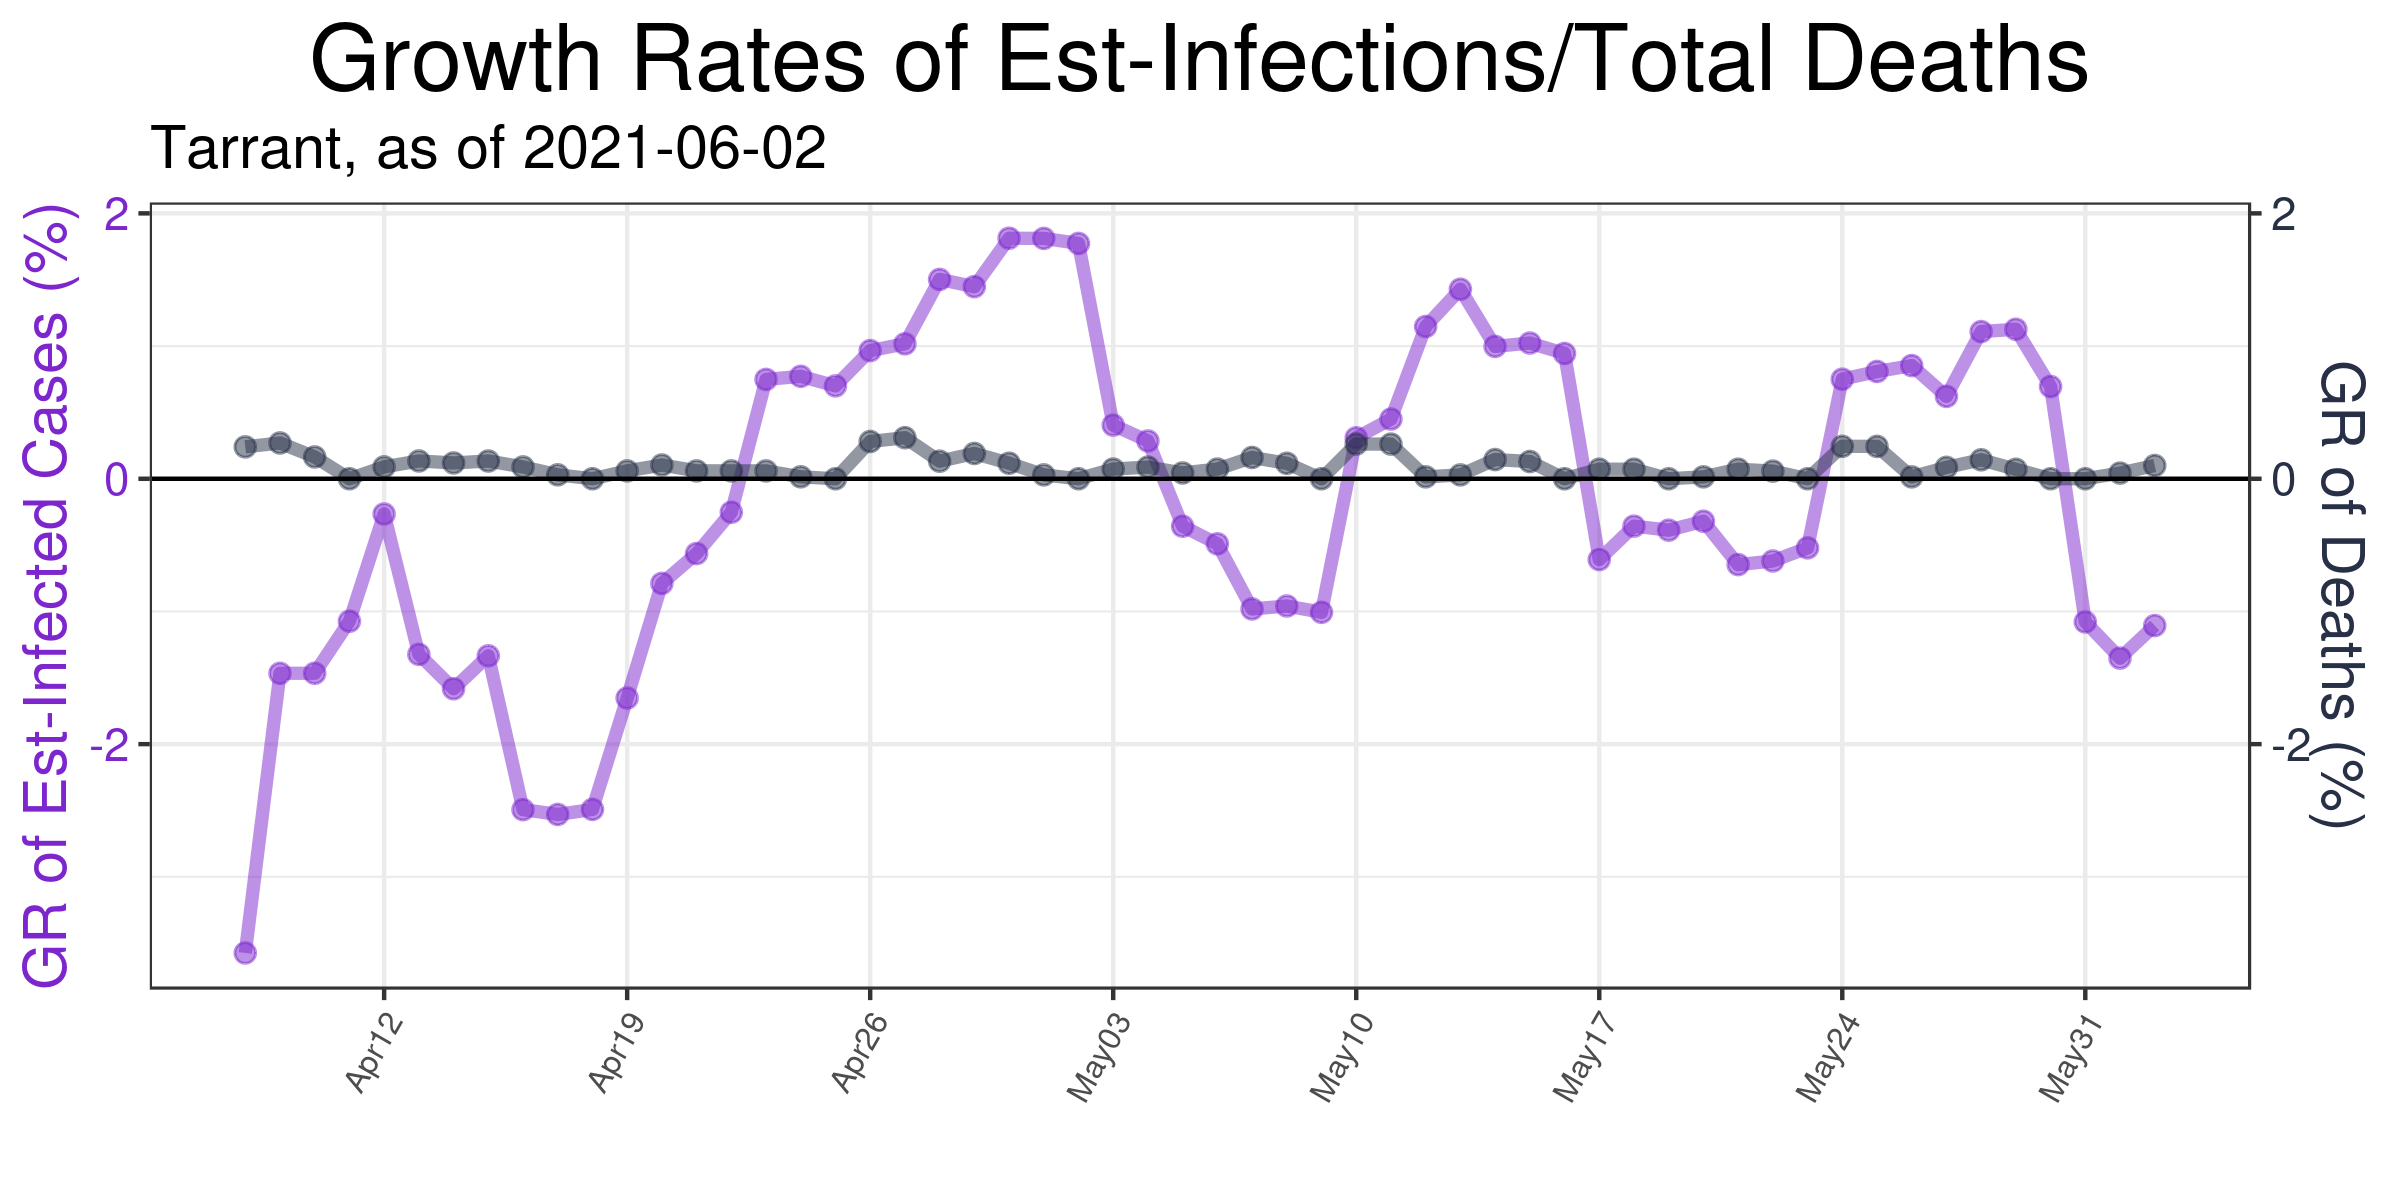 Growth Rates of Est-Infections/Total Deaths
Tarrant, as of 2021-06-02
GR of Est-Infected Cases (%)
2
0
-2
2
0
-2
GR of Deaths (%)
Apr12
Apr19
Apr26
May03
May10
May17
May24
May31